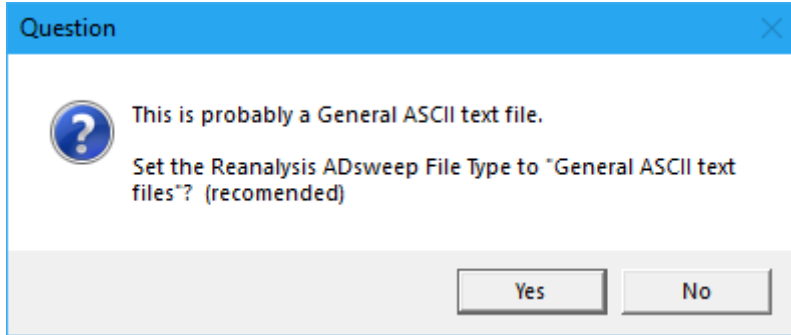 Question
This is probably a General ASCII text file.
Set the Reanalysis ADsweep File Type to "General ASCII text
files"? (recomended)
Yes
No